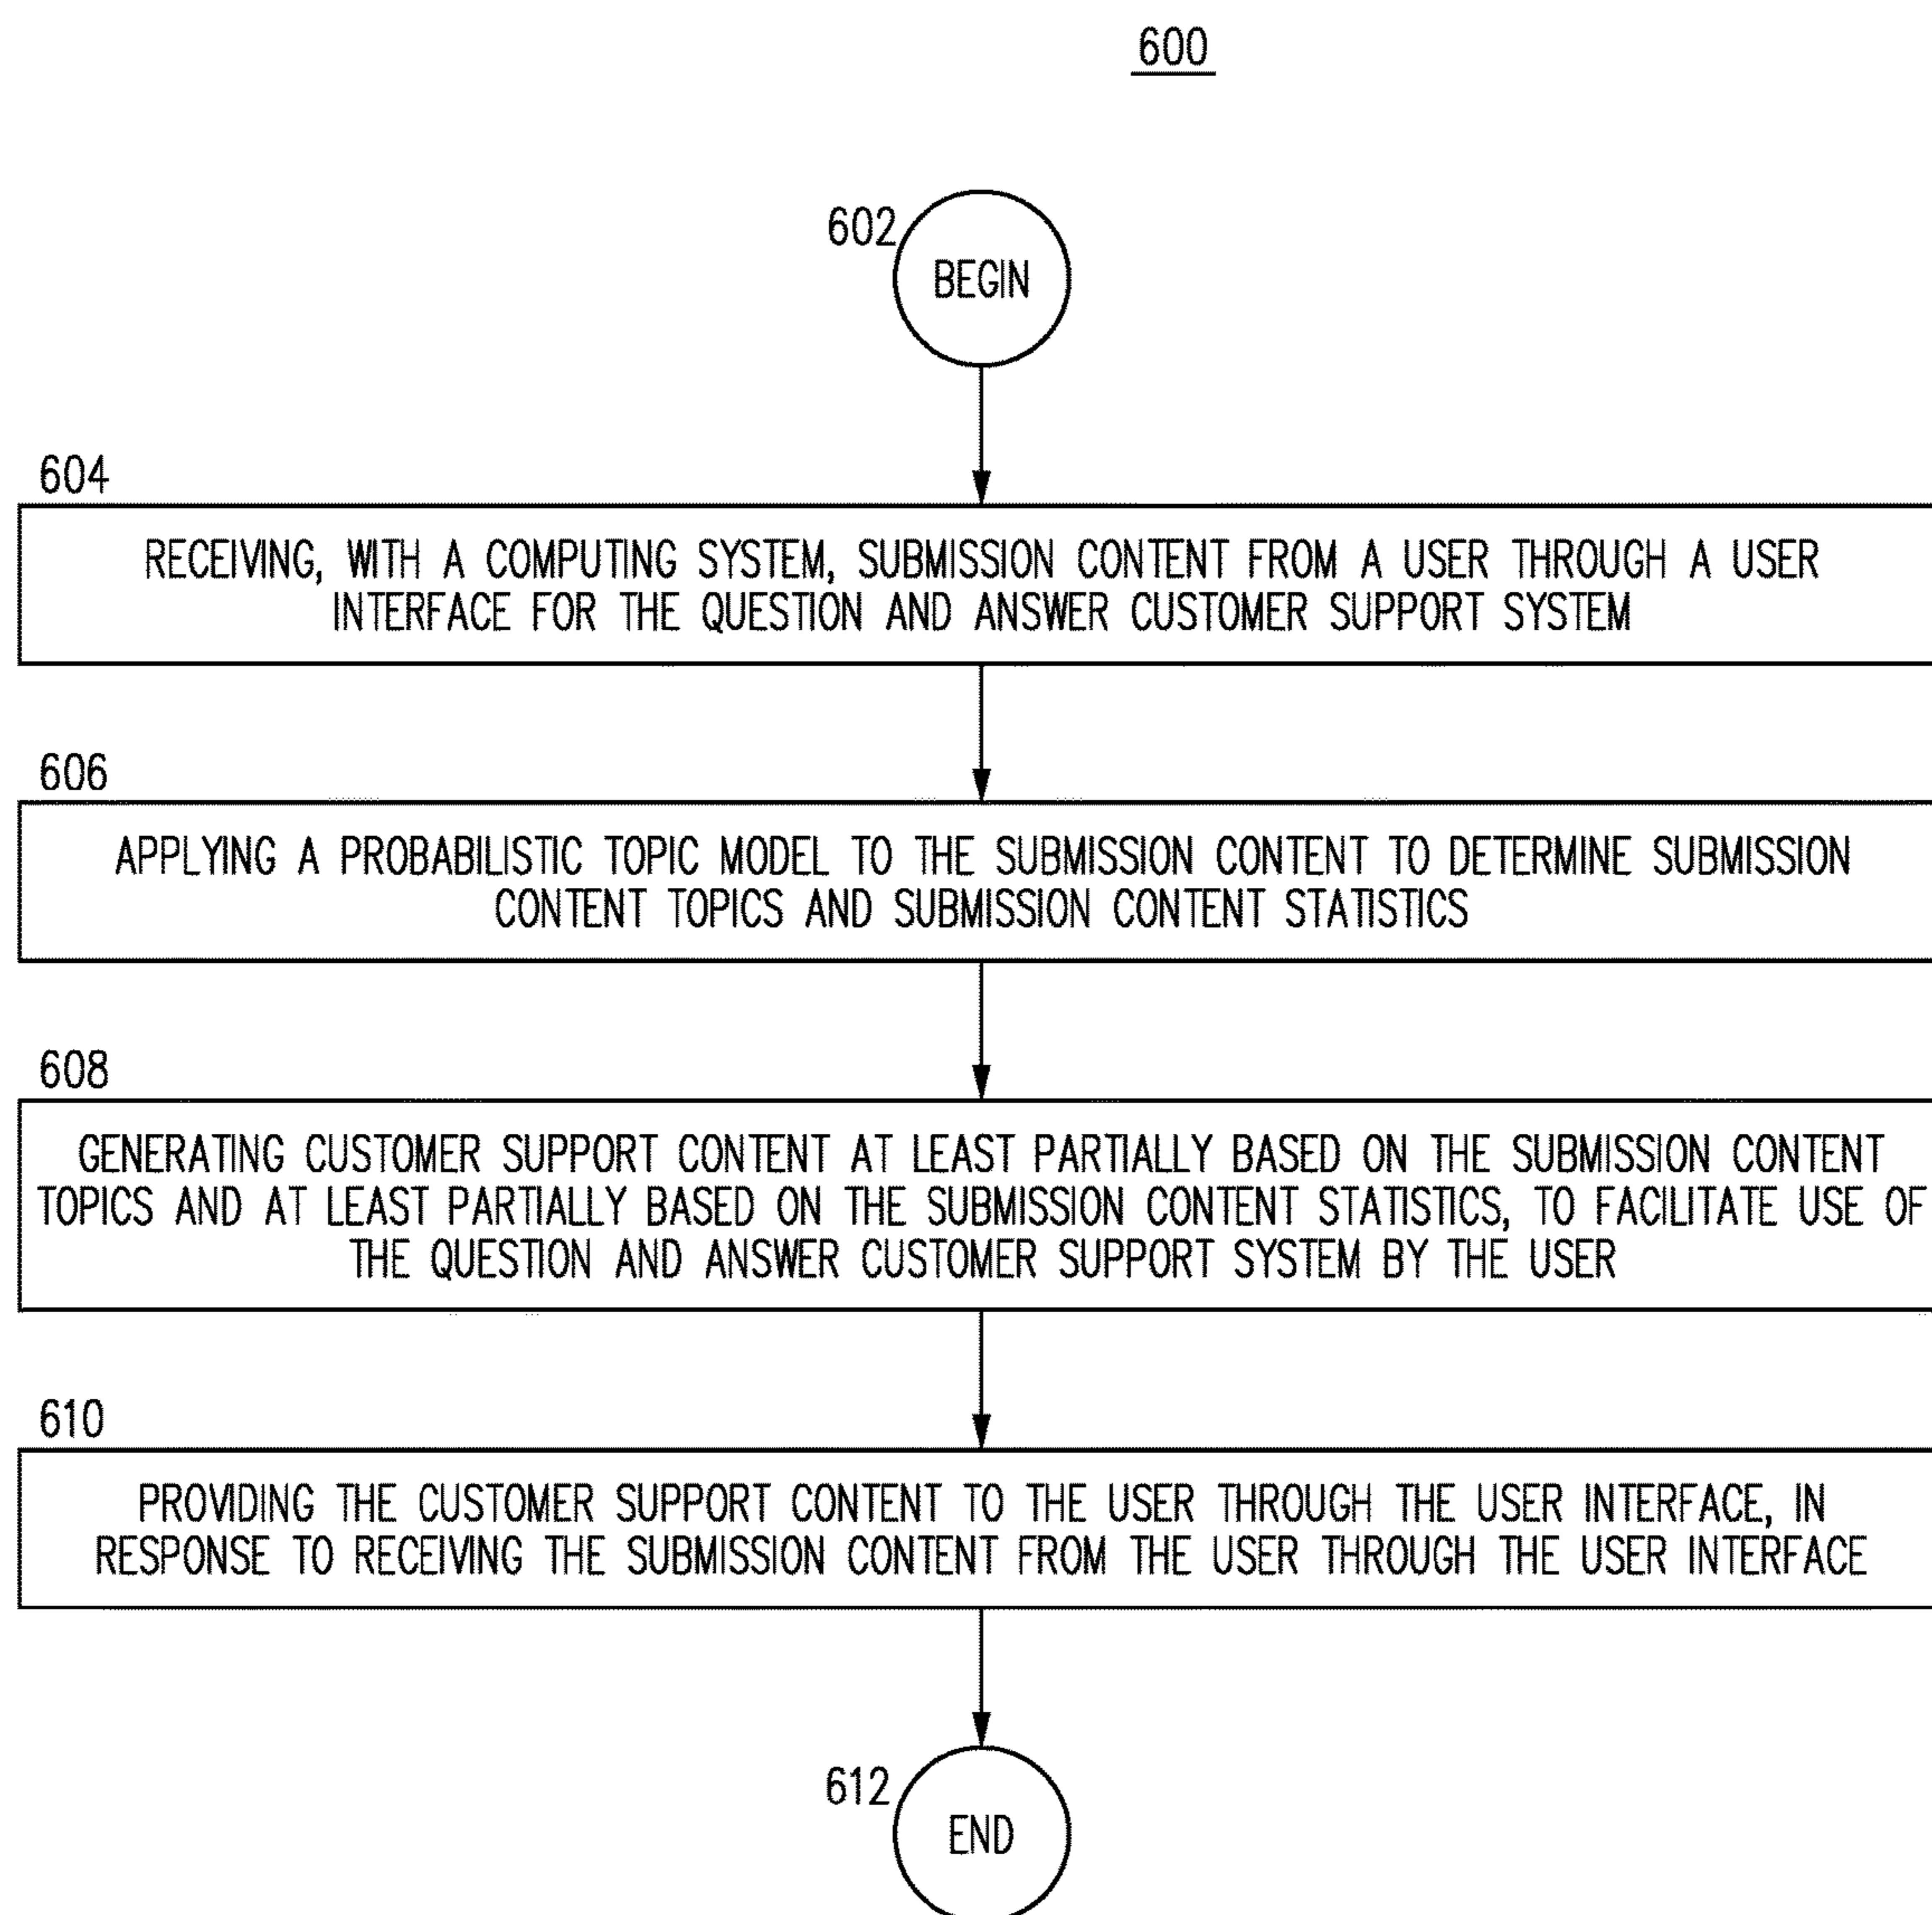 600
602
BEGIN
604
RECEIVING, WITH A COMPUTING SYSTEM, SUBMISSION CONTENT FROM A USER THROUGH A USER
INTERFACE FOR THE QUESTION AND ANSWER CUSTOMER SUPPORT SYSTEM
606
APPLYING A PROBABILISTIC TOPIC MODEL TO THE SUBMISSION CONTENT TO DETERMINE SUBMISSION
CONTENT TOPICS AND SUBMISSION CONTENT STATISTICS
608
GENERATING CUSTOMER SUPPORT CONTENT AT LEAST PARTIALLY BASED ON THE SUBMISSION CONTENT
TOPICS AND AT LEAST PARTIALLY BASED ON THE SUBMISSION CONTENT STATISTICS, TO FACILITATE USE OF
THE QUESTION AND ANSWER CUSTOMER SUPPORT SYSTEM BY THE USER
610
PROVIDING THE CUSTOMER SUPPORT CONTENT TO THE USER THROUGH THE USER INTERFACE, IN
RESPONSE TO RECEIVING THE SUBMISSION CONTENT FROM THE USER THROUGH THE USER INTERFACE
612
END